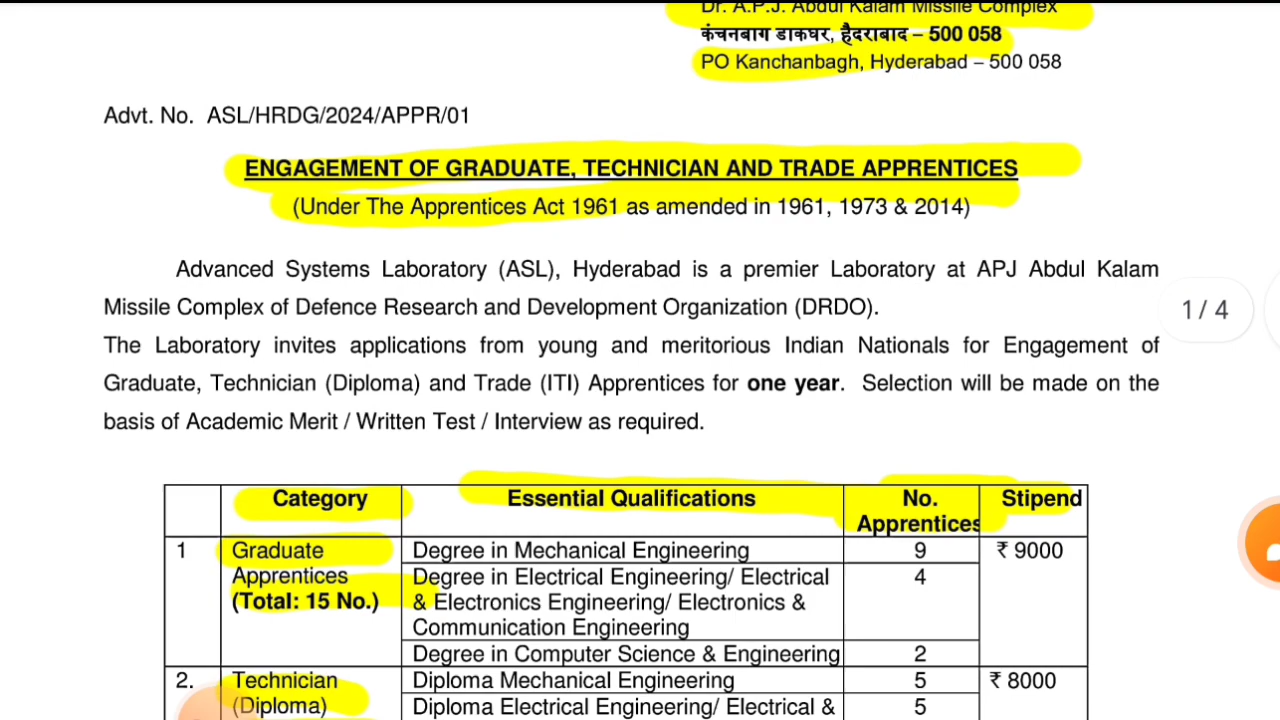 Dr. A.P.J. Abdul Kalam Missile Complex
कंचनबाग डाकघर, हैदराबाद – 500 058
PO Kanchanbagh, Hyderabad – 500 058
Advt. No. ASL/HRDG/2024/APPR/01
ENGAGEMENT OF GRADUATE, TECHNICIAN AND TRADE APPRENTICES
(Under The Apprentices Act 1961 as amended in 1961, 1973 & 2014)
Advanced Systems Laboratory (ASL), Hyderabad is a premier Laboratory at APJ Abdul Kalam
Missile Complex of Defence Research and Development Organization (DRDO).
1 / 4
The Laboratory invites applications from young and meritorious Indian Nationals for Engagement of
Graduate, Technician (Diploma) and Trade (ITI) Apprentices for one year. Selection will be made on the
basis of Academic Merit / Written Test / Interview as required.
Category Essential Qualifications No. Stipend
Apprentices
1 Graduate Degree in Mechanical Engineering 9 ₹ 9000
Apprentices Degree in Electrical Engineering/ Electrical 4
(Total: 15 No.) & Electronics Engineering/ Electronics &
Communication Engineering
Degree in Computer Science & Engineering 2
2. Technician Diploma Mechanical Engineering 5 ₹ 8000
(Diploma) Diploma Electrical Engineering/ Electrical & 5